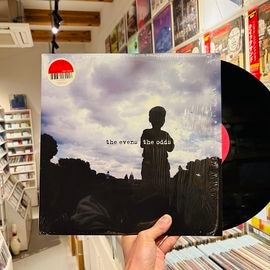 the evens the odds